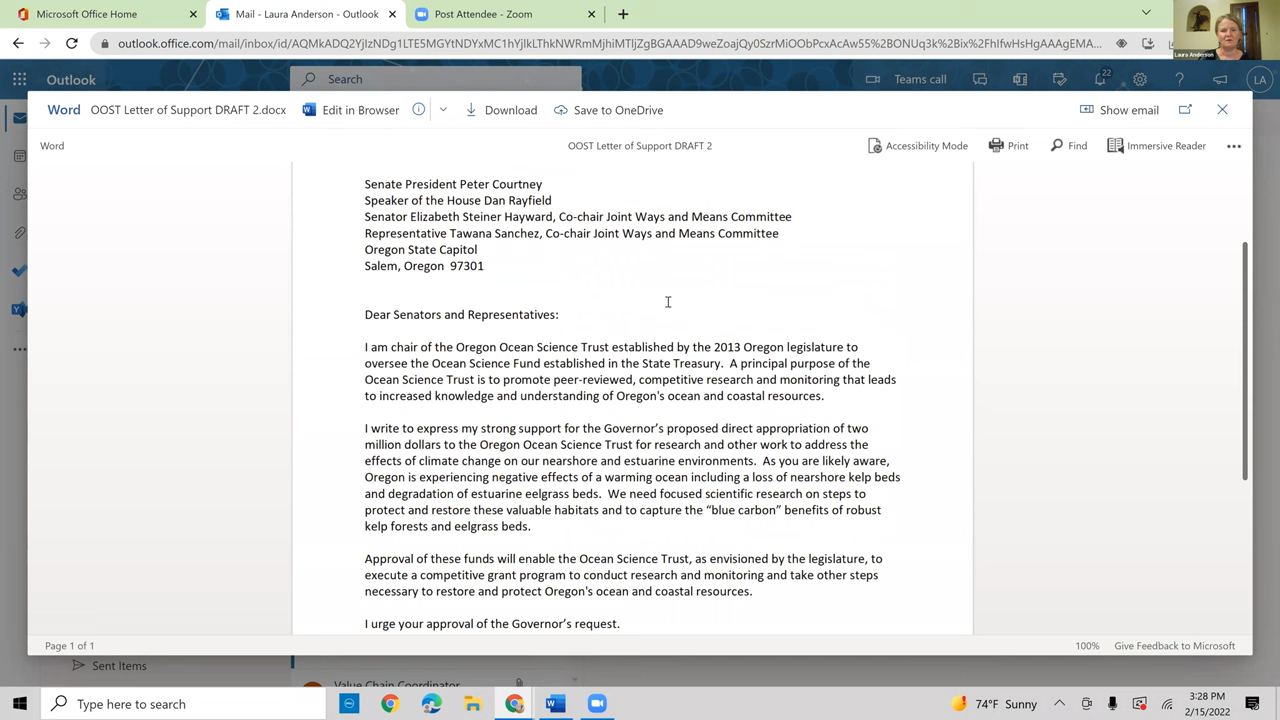 Microsoft Office Home
Mail - Laura Anderson - Outlook
Post Attendee - Zoom
Laura Anderson
Outlook
Search
Teams call
22
LA
Word
OOST Letter of Support DRAFT 2.docx
Edit in Browser
Download
Save to OneDrive
Show email
Word
OOST Letter of Support DRAFT 2
Accessibility Mode
Print
Find
Immersive Reader
Senate President Peter Courtney
Speaker of the House Dan Rayfield
Senator Elizabeth Steiner Hayward, Co-chair Joint Ways and Means Committee
Representative Tawana Sanchez, Co-chair Joint Ways and Means Committee
Oregon State Capitol
Salem, Oregon 97301
Dear Senators and Representatives:
I am chair of the Oregon Ocean Science Trust established by the 2013 Oregon legislature to
oversee the Ocean Science Fund established in the State Treasury. A principal purpose of the
Ocean Science Trust is to promote peer-reviewed, competitive research and monitoring that leads
to increased knowledge and understanding of Oregon's ocean and coastal resources.
I write to express my strong support for the Governor’s proposed direct appropriation of two
million dollars to the Oregon Ocean Science Trust for research and other work to address the
effects of climate change on our nearshore and estuarine environments. As you are likely aware,
Oregon is experiencing negative effects of a warming ocean including a loss of nearshore kelp beds
and degradation of estuarine eelgrass beds. We need focused scientific research on steps to
protect and restore these valuable habitats and to capture the “blue carbon” benefits of robust
kelp forests and eelgrass beds.
Approval of these funds will enable the Ocean Science Trust, as envisioned by the legislature, to
execute a competitive grant program to conduct research and monitoring and take other steps
necessary to restore and protect Oregon's ocean and coastal resources.
I urge your approval of the Governor’s request.
Page 1 of 1
100%
Give Feedback to Microsoft
Sent Items
Value Chain Coordinator
Type here to search
74°F Sunny
3:28 PM
2/15/2022